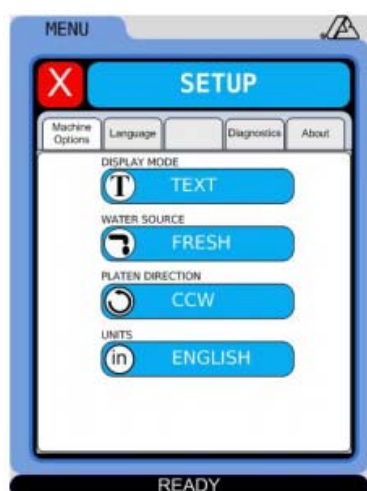 MENU
X SETUP
Machine Options Language Diagnostics About
DISPLAY MODE
T TEXT
WATER SOURCE
FRESH
PLATEN DIRECTION
CCW
UNITS
in ENGLISH
READY